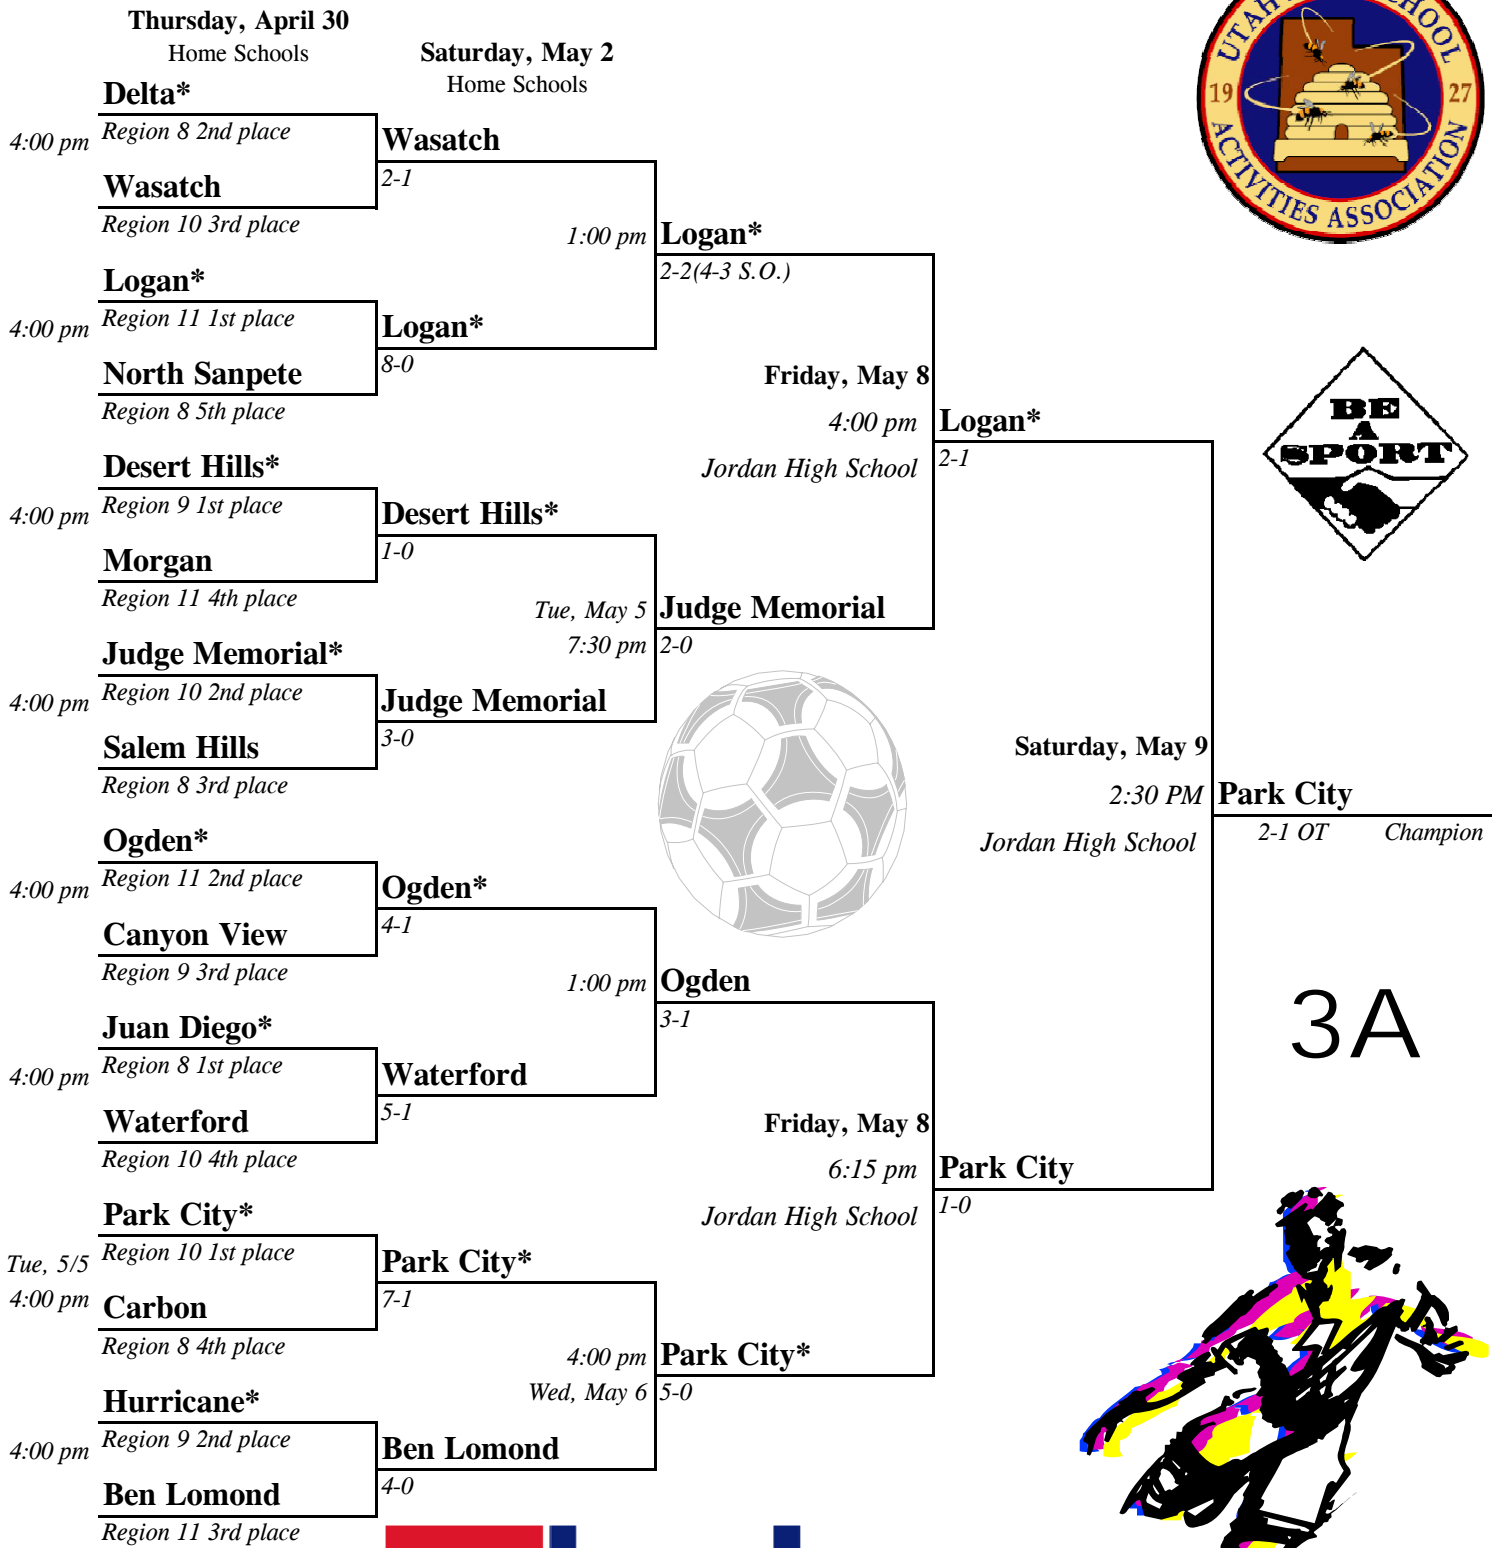 Thursday, April 30
Home Schools
Saturday, May 2
Home Schools
Delta*
4:00 pm
Region 8 2nd place
Wasatch
2-1
Wasatch
Region 10 3rd place
1:00 pm
Logan*
2-2(4-3 S.O.)
Logan*
4:00 pm
Region 11 1st place
Logan*
8-0
North Sanpete
Region 8 5th place
Friday, May 8
4:00 pm
Jordan High School
Logan*
2-1
Desert Hills*
4:00 pm
Region 9 1st place
Desert Hills*
1-0
Morgan
Region 11 4th place
Tue, May 5
7:30 pm
Judge Memorial
2-0
Judge Memorial*
4:00 pm
Region 10 2nd place
Judge Memorial
3-0
Salem Hills
Region 8 3rd place
Saturday, May 9
2:30 PM
Jordan High School
Park City
2-1 OT
Champion
Ogden*
4:00 pm
Region 11 2nd place
Ogden*
4-1
Canyon View
Region 9 3rd place
1:00 pm
Ogden
3-1
Juan Diego*
4:00 pm
Region 8 1st place
Waterford
5-1
Waterford
Region 10 4th place
Friday, May 8
6:15 pm
Jordan High School
Park City
1-0
Park City*
Tue, 5/5
4:00 pm
Region 10 1st place
Park City*
7-1
Carbon
Region 8 4th place
4:00 pm
Wed, May 6
Park City*
5-0
Hurricane*
4:00 pm
Region 9 2nd place
Ben Lomond
4-0
Ben Lomond
Region 11 3rd place
UTAH
SCHOOL
19
27
ACTIVITIES ASSOCIATION
BE
A
SPORT
3A